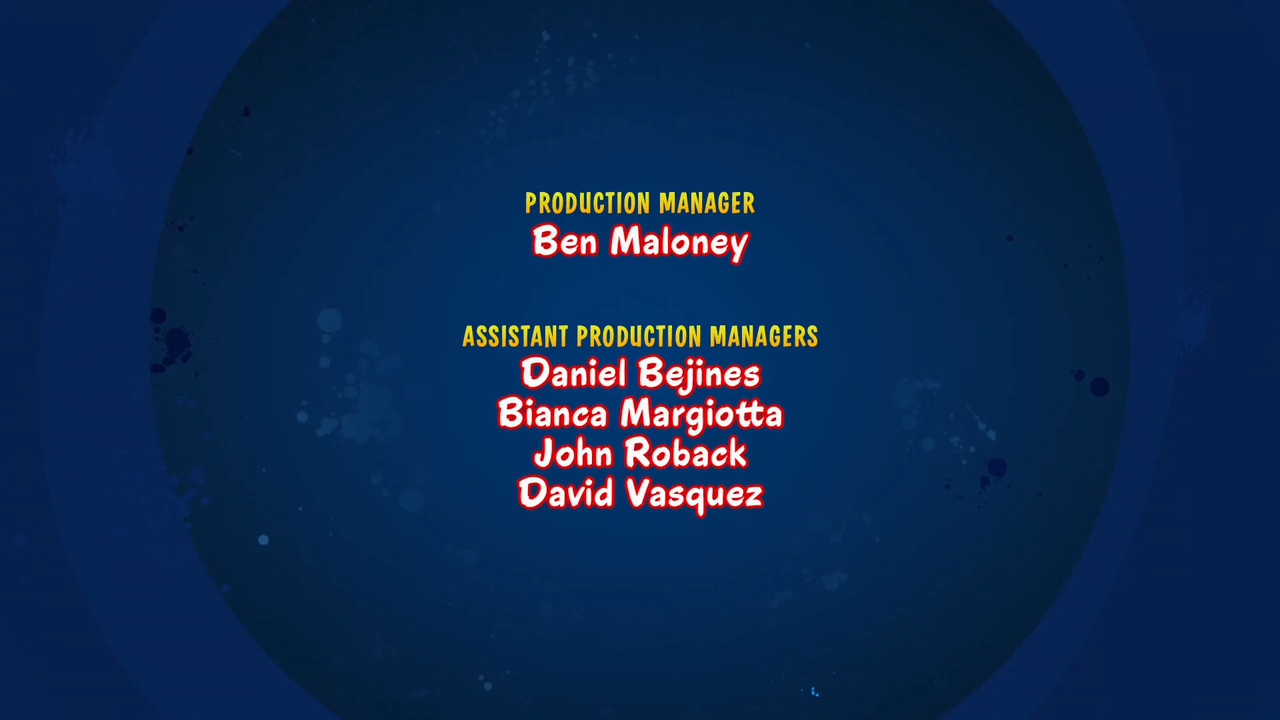 PRODUCTION MANAGER
Ben Maloney
ASSISTANT PRODUCTION MANAGERS
Daniel Bejines
Bianca Margiotta
John Roback
David Vasquez